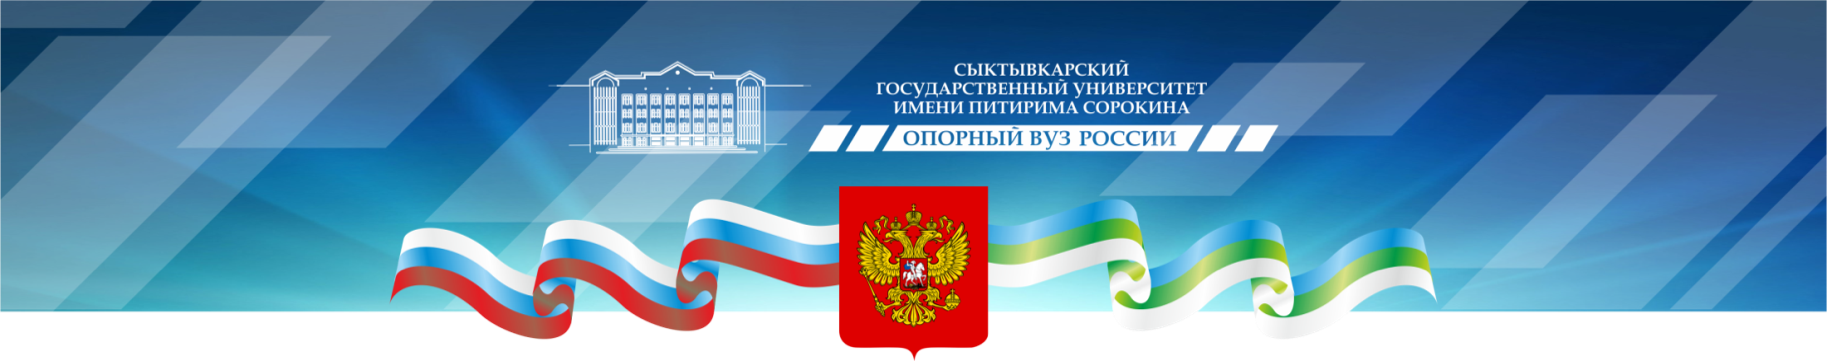 СЫКТЫВКАРСКИЙ
ГОСУДАРСТВЕННЫЙ УНИВЕРСИТЕТ
ИМЕНИ ПИТИРИМА СОРОКИНА
ОПОРНЫЙ ВУЗ РОССИИ